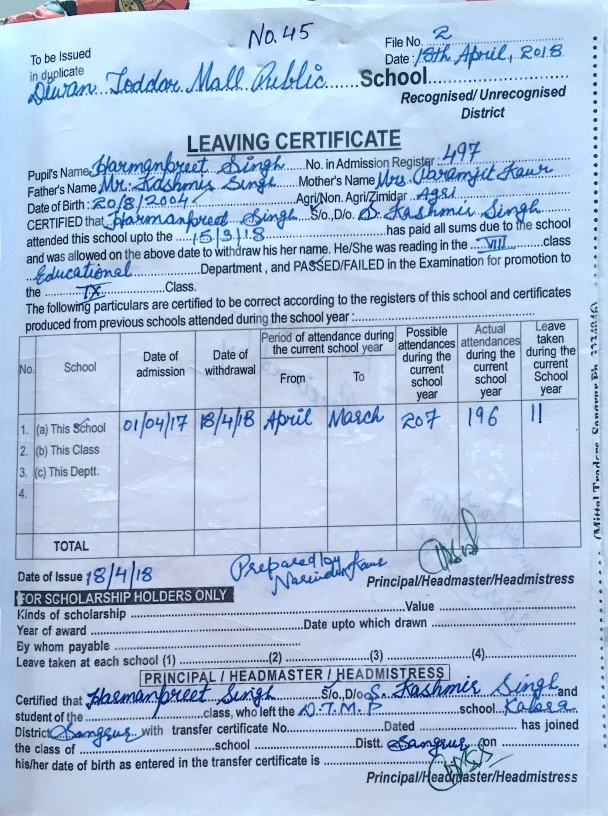 No. 45
To be Issued
in duplicate
File No. 2
Date : 18th April, 2018
Diwan Toddar Mall Public School
Recognised/ Unrecognised
District
LEAVING CERTIFICATE
Pupil's Name Harmanpreet Singh No. in Admission Register : 497
Father's Name Mr. Kashmir Singh Mother's Name Mrs. Paramjit Kaur
Date of Birth : 20/8/2004 Agri/Non. Agri/Zimidar Agri.
CERTIFIED that Harmanpreet Singh S/o., D/o. S. Kashmir Singh
attended this school upto the 15/3/18 has paid all sums due to the school
and was allowed on the above date to withdraw his her name. He/She was reading in the VIII class
Educational Department , and PASSED/FAILED in the Examination for promotion to
the IX Class.
The following particulars are certified to be correct according to the registers of this school and certificates
produced from previous schools attended during the school year :
No. School Date of admission Date of withdrawal Period of attendance during the current school year From To Possible attendances during the current school year Actual attendances during the current school year Leave taken during the current School year
1. (a) This School 01/04/17 18/4/18 April March 207 196 11
2. (b) This Class
3. (c) This Deptt.
4.
TOTAL
Date of Issue 18/4/18 Prepared by Narinder Kaur
Principal/Headmaster/Headmistress
FOR SCHOLARSHIP HOLDERS ONLY
Kinds of scholarship Value
Year of award Date upto which drawn
By whom payable
Leave taken at each school (1) (2) (3) (4)
PRINCIPAL / HEADMASTER / HEADMISTRESS
Certified that Harmanpreet Singh S/o., D/o S. Kashmir Singh and
student of the class, who left the D.T.M.P school Kabara
District Sangrur with transfer certificate No. Dated has joined
the class of school Distt. Sangrur on
his/her date of birth as entered in the transfer certificate is
Principal/Headmaster/Headmistress